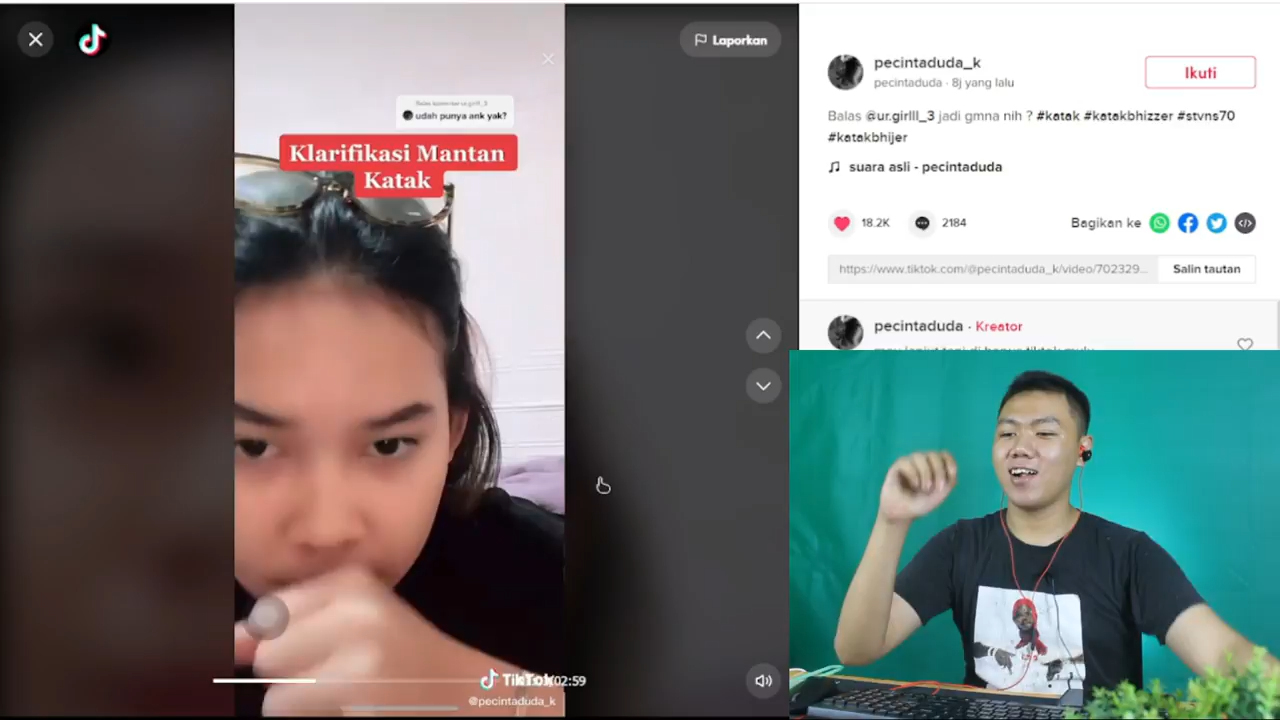 Laporkan
Balas komentar ur.girlll_3
udah punya ank yak?
Klarifikasi Mantan
Katak
TikTok
02:59
@pecintaduda_k
pecintaduda_k
pecintaduda · 8j yang lalu
Ikuti
Balas @ur.girlll_3 jadi gmna nih ? #katak #katakbhizzer #stvns70
#katakbhijer
suara asli - pecintaduda
18.2K
2184
Bagikan ke
https://www.tiktok.com/@pecintaduda_k/video/702329...
Salin tautan
pecintaduda · Kreator